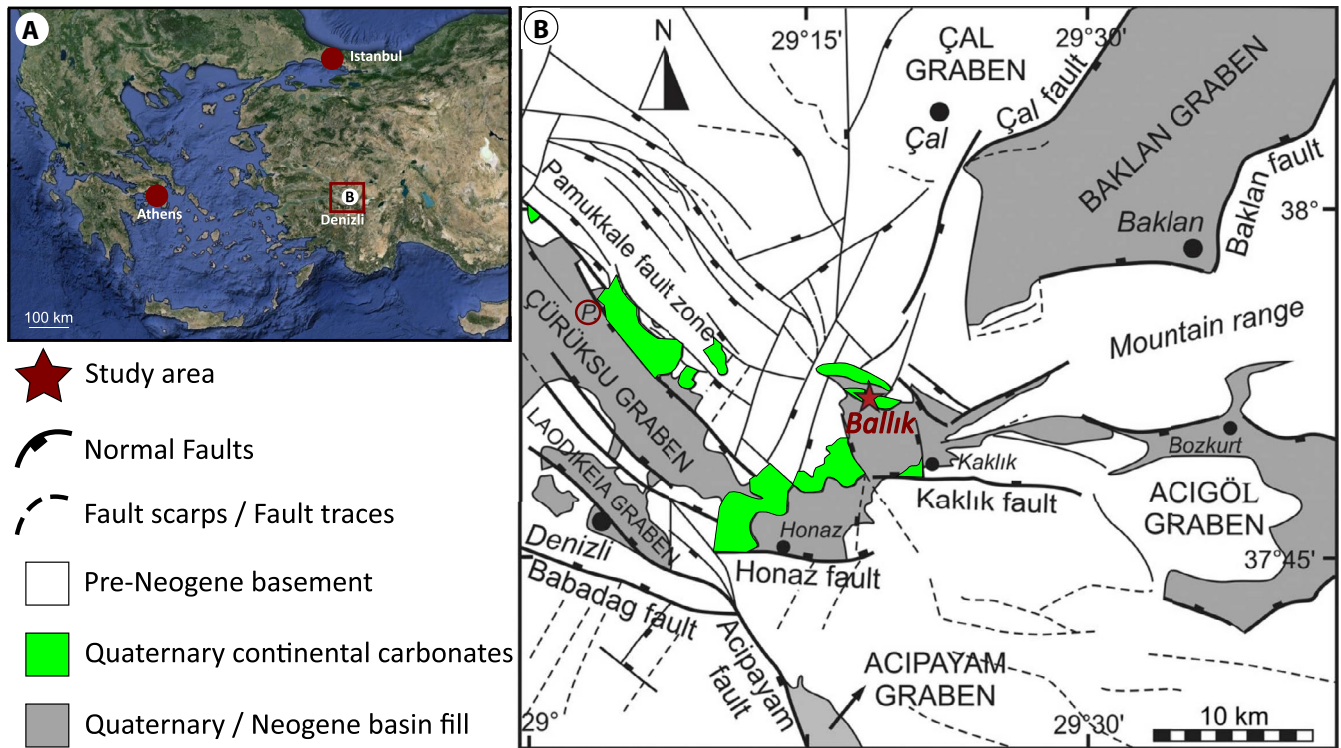 A
Istanbul
Athens
B
Denizli
100 km
Study area
Normal Faults
Fault scarps / Fault traces
Pre-Neogene basement
Quaternary continental carbonates
Quaternary / Neogene basin fill
B
N
29°15'
29°30'
ÇAL
GRABEN
Çal
Çal fault
BAKLAN GRABEN
Baklan
Baklan fault
38°
Pamukkale fault zone
P
ÇÜRÜKSU GRABEN
Mountain range
Ballık
LAODIKEIA GRABEN
Kaklık
Kaklık fault
Bozkurt
ACIGÖL
GRABEN
37°45'
Honaz
Honaz fault
Denizli
Babadag fault
Acipayam
fault
ACIPAYAM
GRABEN
29°
29°30'
10 km